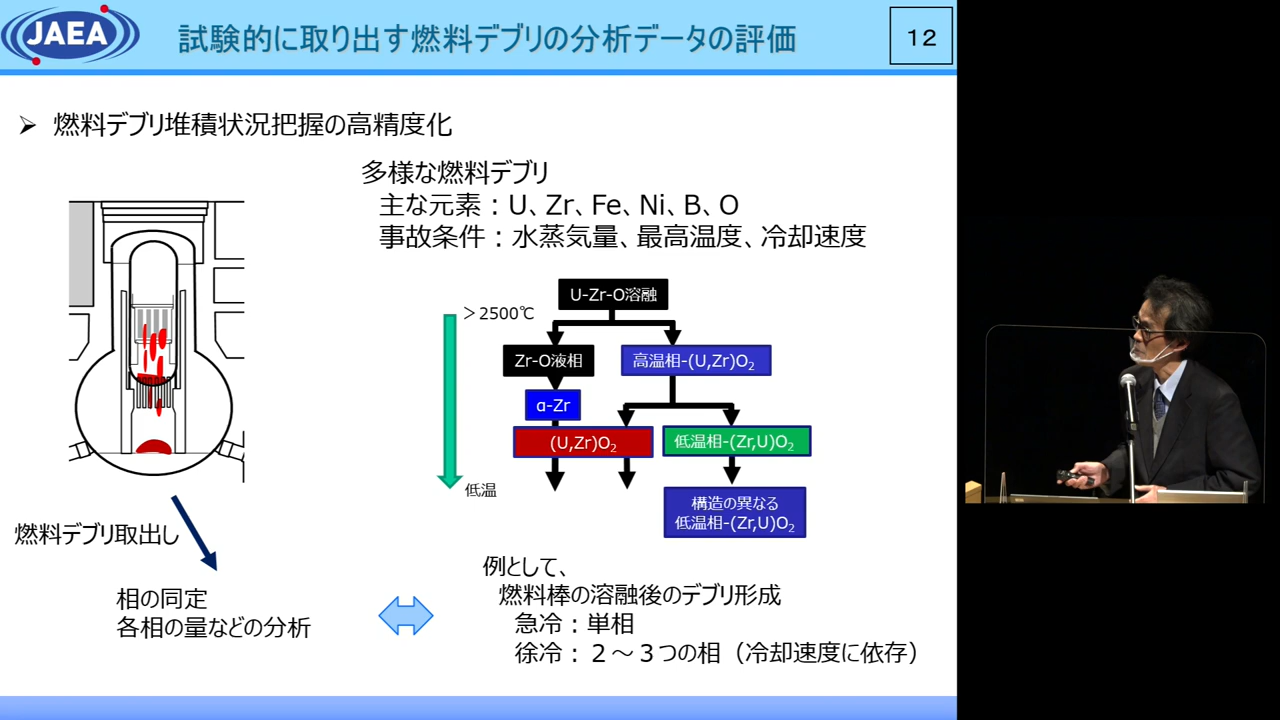 JAEA
試験的に取り出す燃料デブリの分析データの評価
12
➢ 燃料デブリ堆積状況把握の高精度化
多様な燃料デブリ
主な元素：U、Zr、Fe、Ni、B、O
事故条件：水蒸気量、最高温度、冷却速度
U-Zr-O溶融
＞2500℃
Zr-O液相
高温相-(U,Zr)O₂
α-Zr
(U,Zr)O₂
低温相-(Zr,U)O₂
低温
構造の異なる
低温相-(Zr,U)O₂
燃料デブリ取出し
相の同定
各相の量などの分析
例として、
燃料棒の溶融後のデブリ形成
急冷：単相
徐冷：２～３つの相（冷却速度に依存）